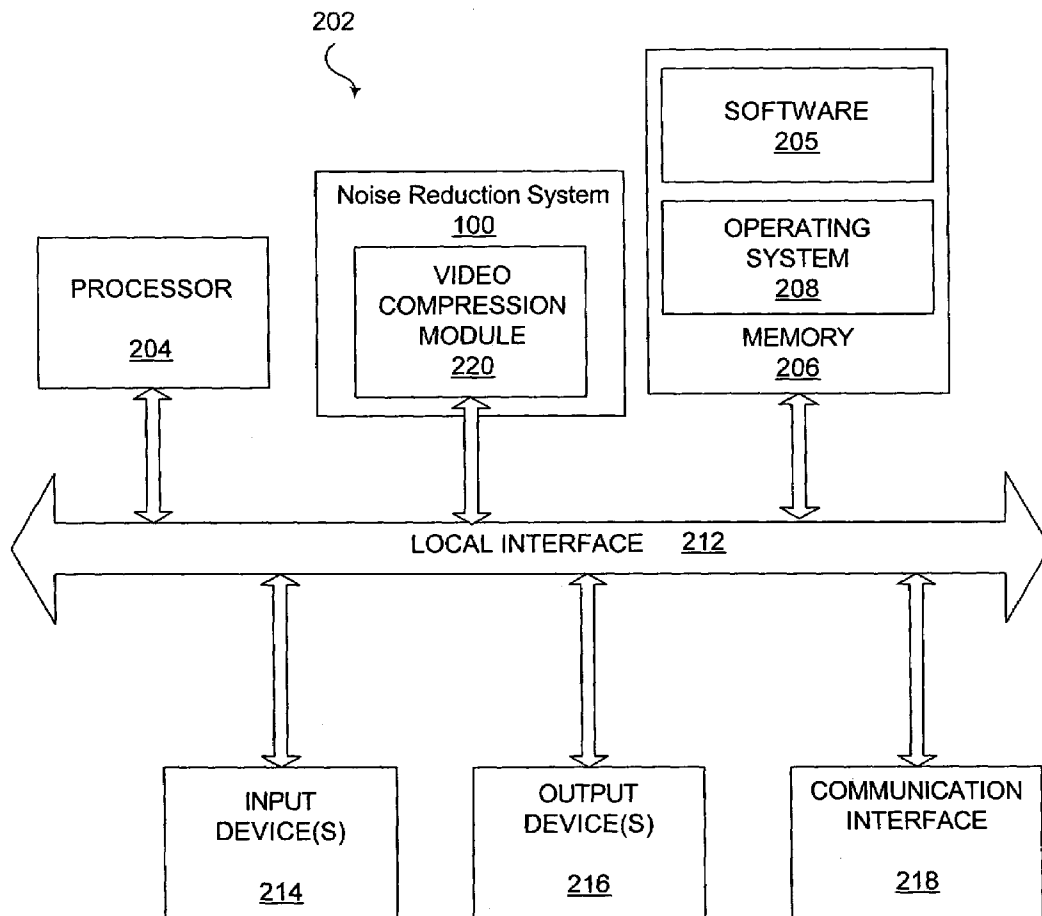 202
PROCESSOR
204
Noise Reduction System
100
VIDEO
COMPRESSION
MODULE
220
SOFTWARE
205
OPERATING
SYSTEM
208
MEMORY
206
LOCAL INTERFACE 212
INPUT
DEVICE(S)
214
OUTPUT
DEVICE(S)
216
COMMUNICATION
INTERFACE
218